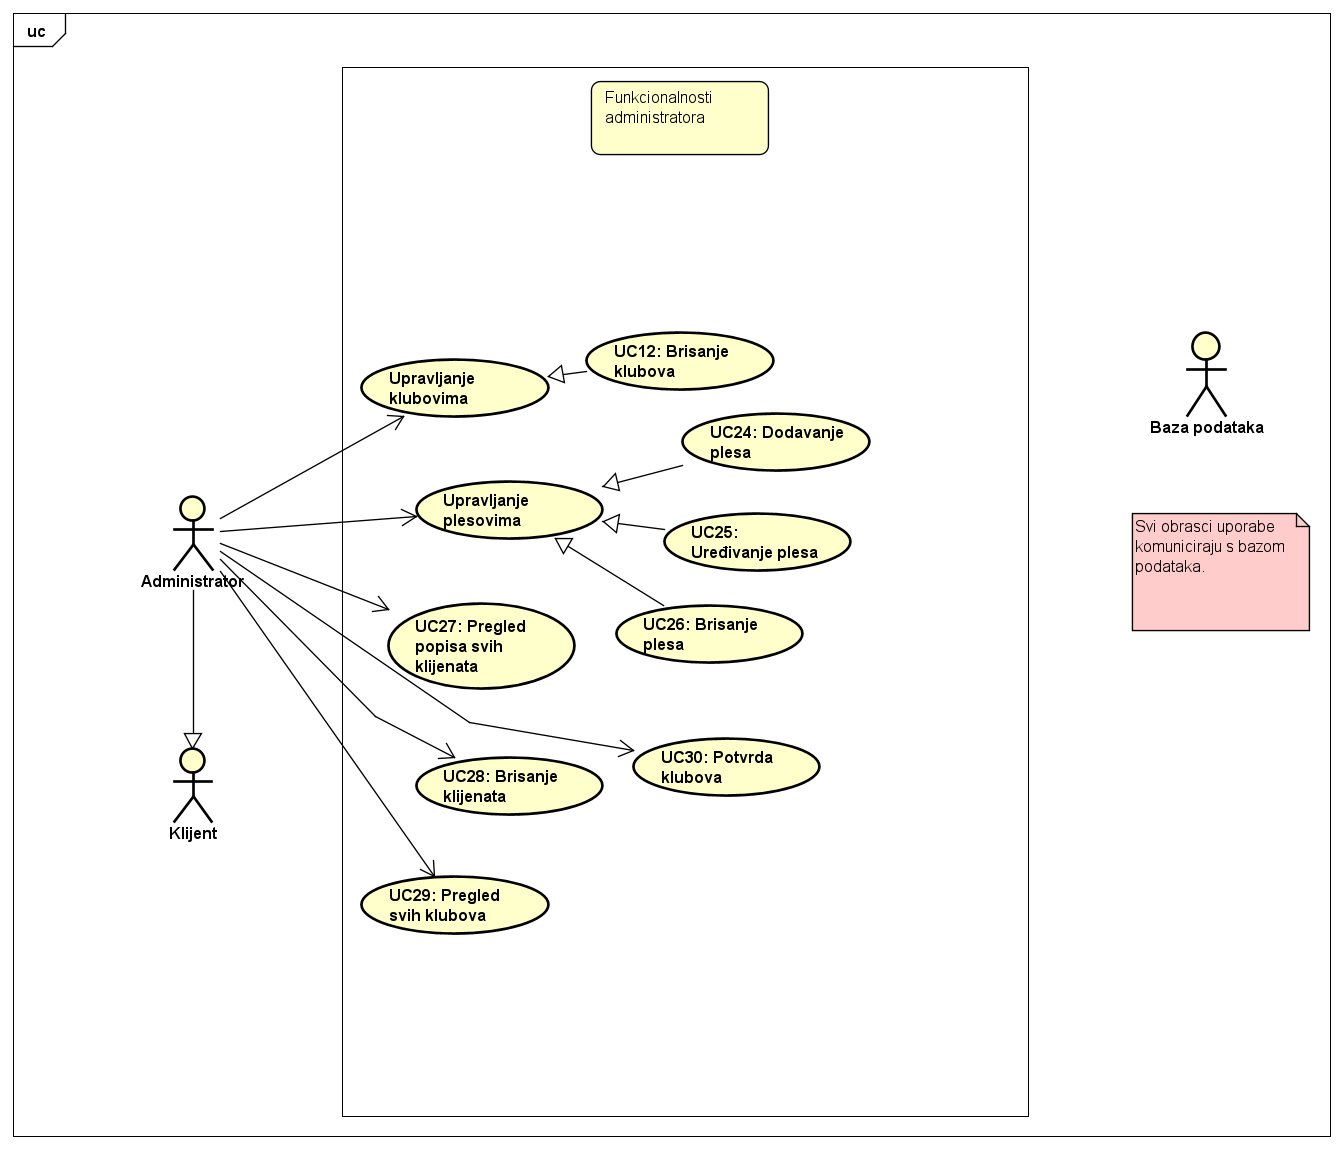 uc
Funkcionalnosti
administratora
UC12: Brisanje
klubova
Upravljanje
klubovima
UC24: Dodavanje
plesa
Upravljanje
plesovima
UC25:
Uređivanje plesa
UC26: Brisanje
plesa
UC27: Pregled
popisa svih
klijenata
UC28: Brisanje
klijenata
UC30: Potvrda
klubova
UC29: Pregled
svih klubova
Administrator
Klijent
Baza podataka
Svi obrasci uporabe
komuniciraju s bazom
podataka.